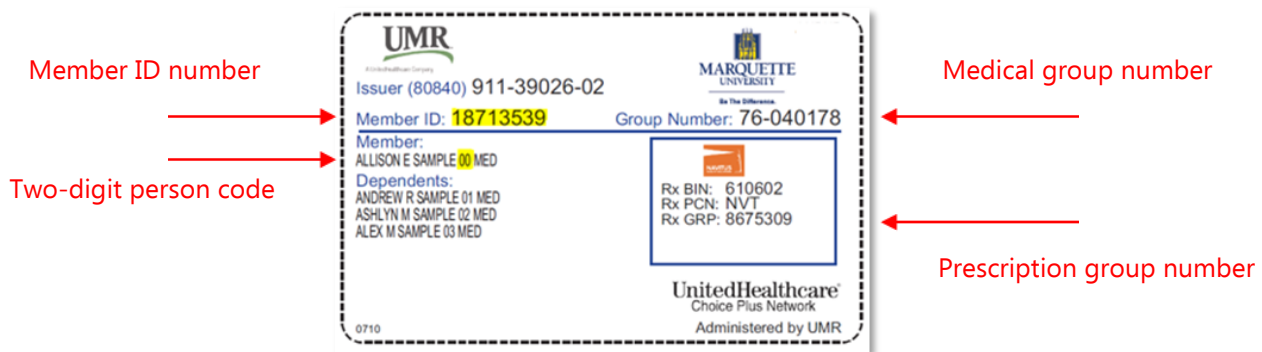 UMR
A UnitedHealthcare Company
MARQUETTE
UNIVERSITY
Be The Difference.
Member ID number
Medical group number
Issuer (80840) 911-39026-02
Member ID: 18713539
Group Number: 76-040178
Member:
ALLISON E SAMPLE 00 MED
Two-digit person code
Dependents:
ANDREW R SAMPLE 01 MED
ASHLYN M SAMPLE 02 MED
ALEX M SAMPLE 03 MED
NAVITUS
Rx BIN: 610602
Rx PCN: NVT
Rx GRP: 8675309
Prescription group number
UnitedHealthcare®
Choice Plus Network
0710
Administered by UMR